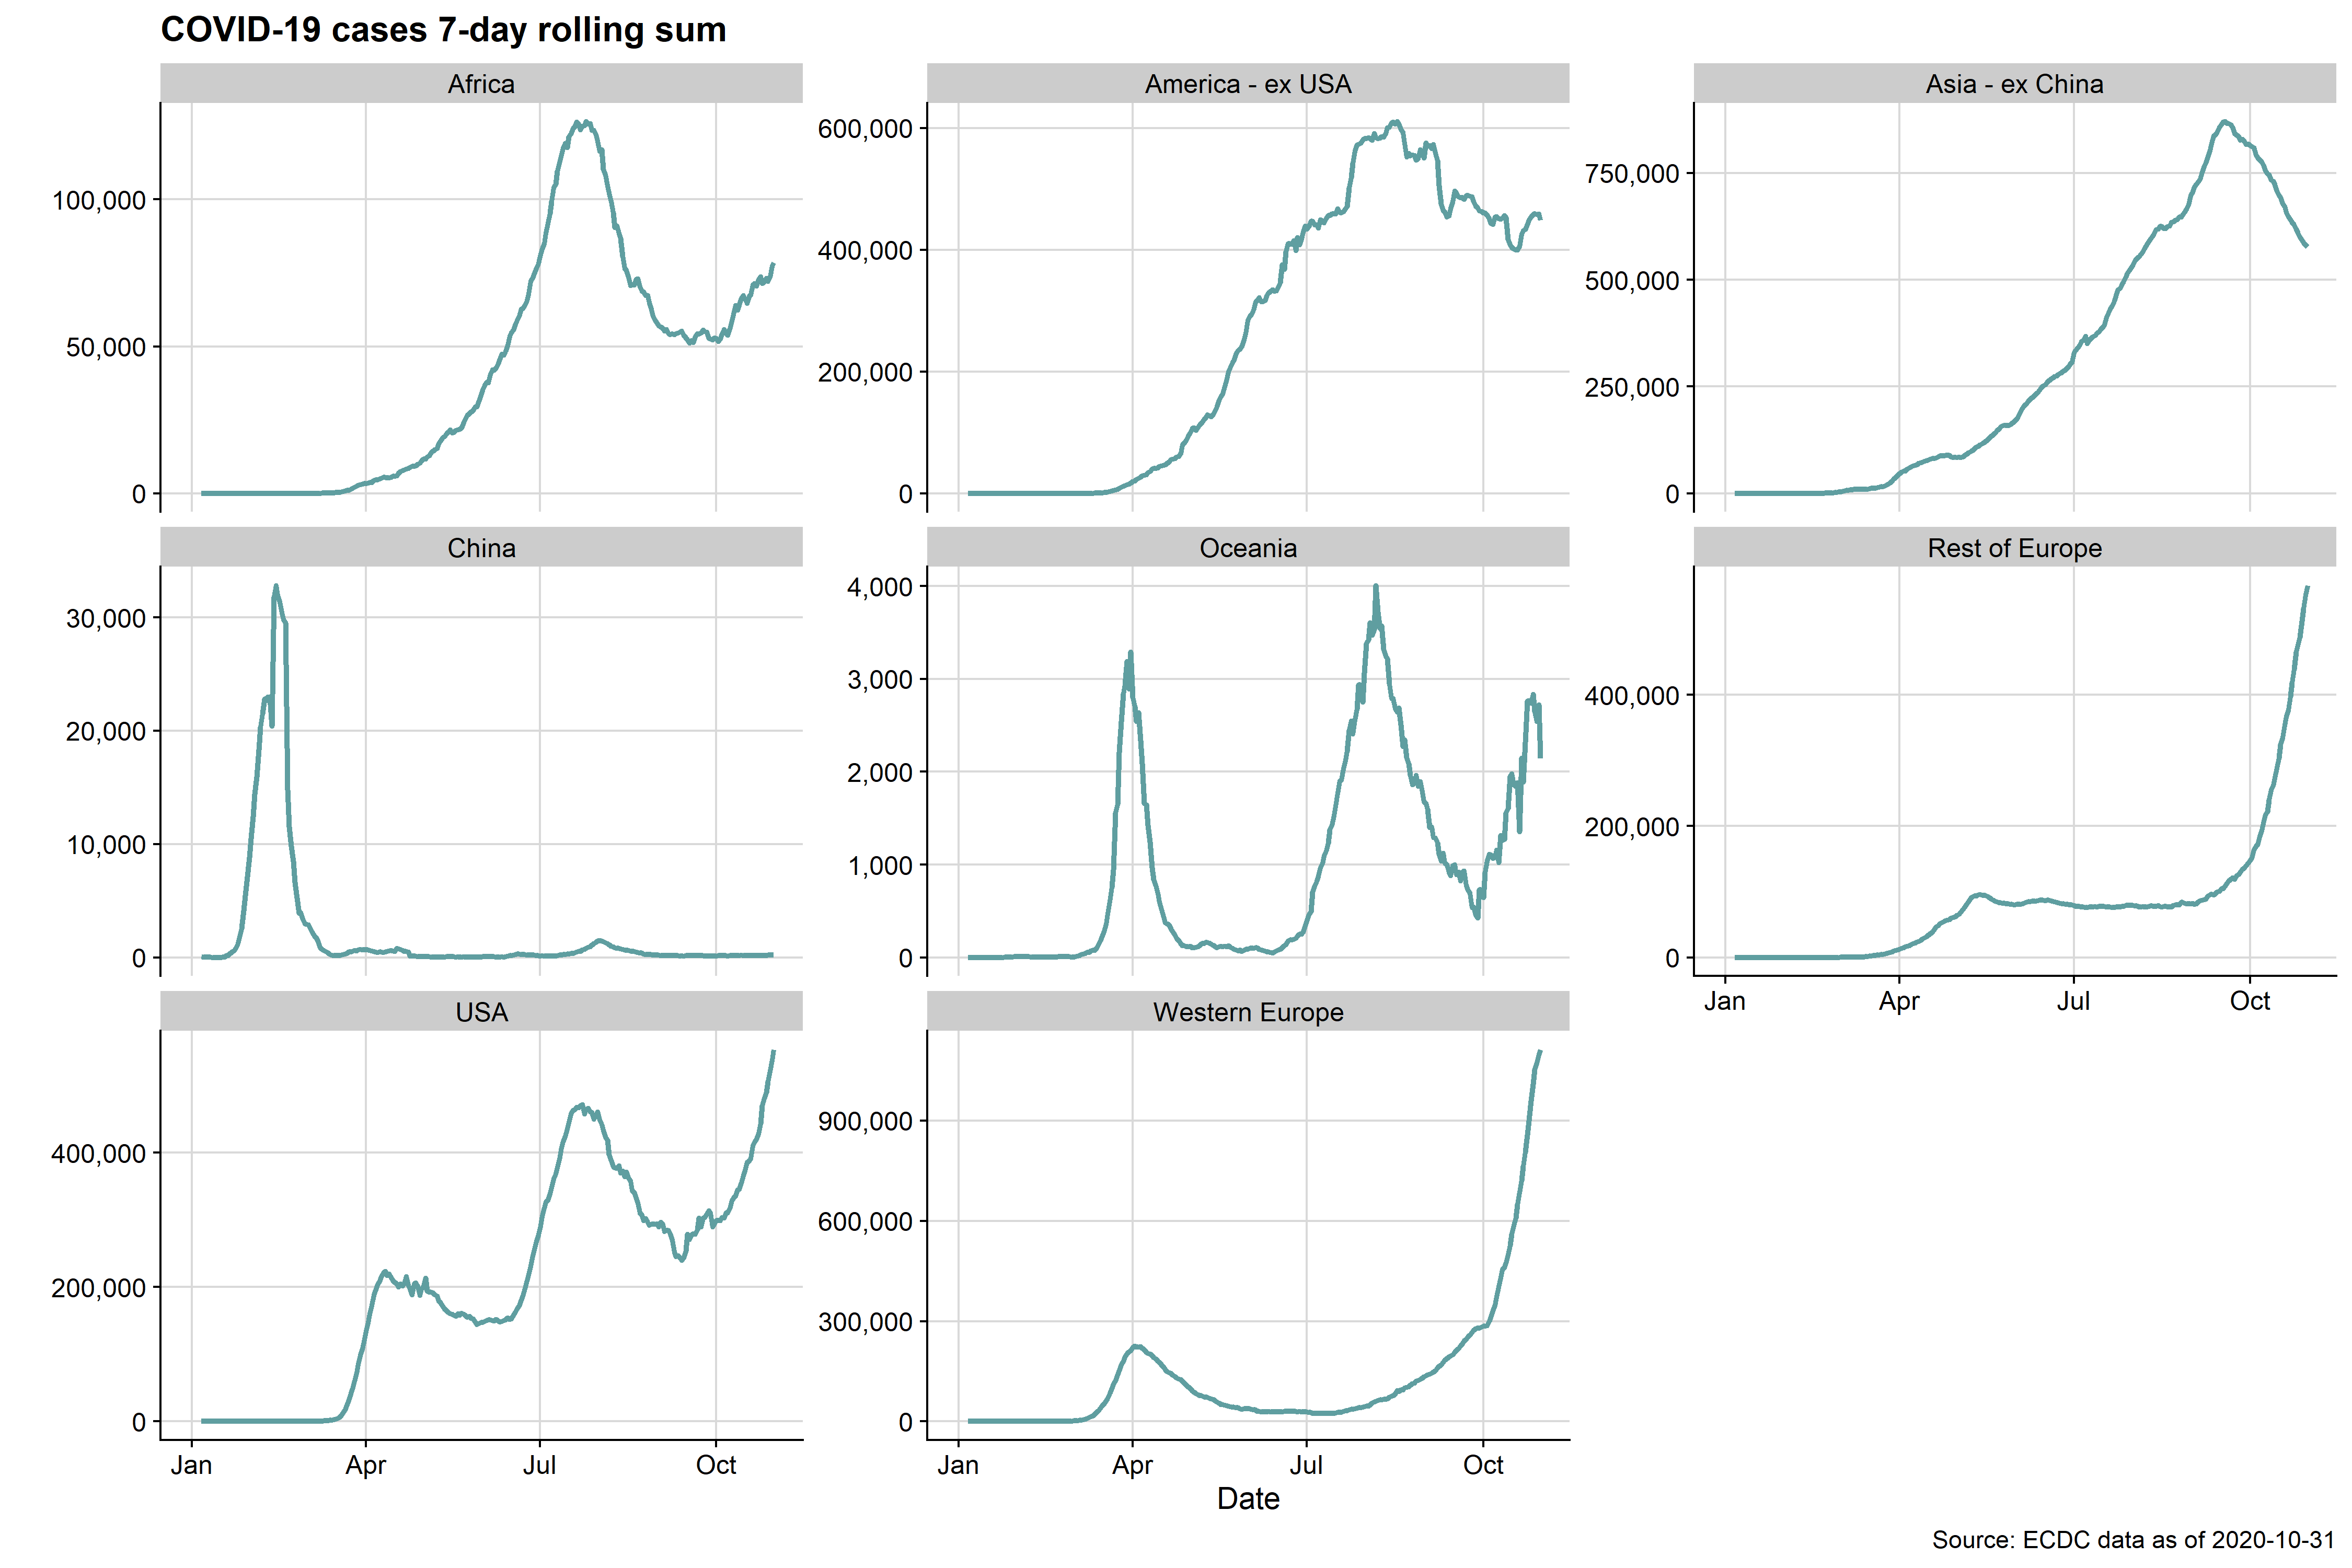 COVID-19 cases 7-day rolling sum
Africa
America - ex USA
Asia - ex China
100,000
50,000
0
600,000
400,000
200,000
0
750,000
500,000
250,000
0
China
Oceania
Rest of Europe
30,000
20,000
10,000
0
4,000
3,000
2,000
1,000
0
400,000
200,000
0
Jan Apr Jul Oct
USA
Western Europe
400,000
200,000
0
900,000
600,000
300,000
0
Jan Apr Jul Oct
Jan Apr Jul Oct
Date
Source: ECDC data as of 2020-10-31